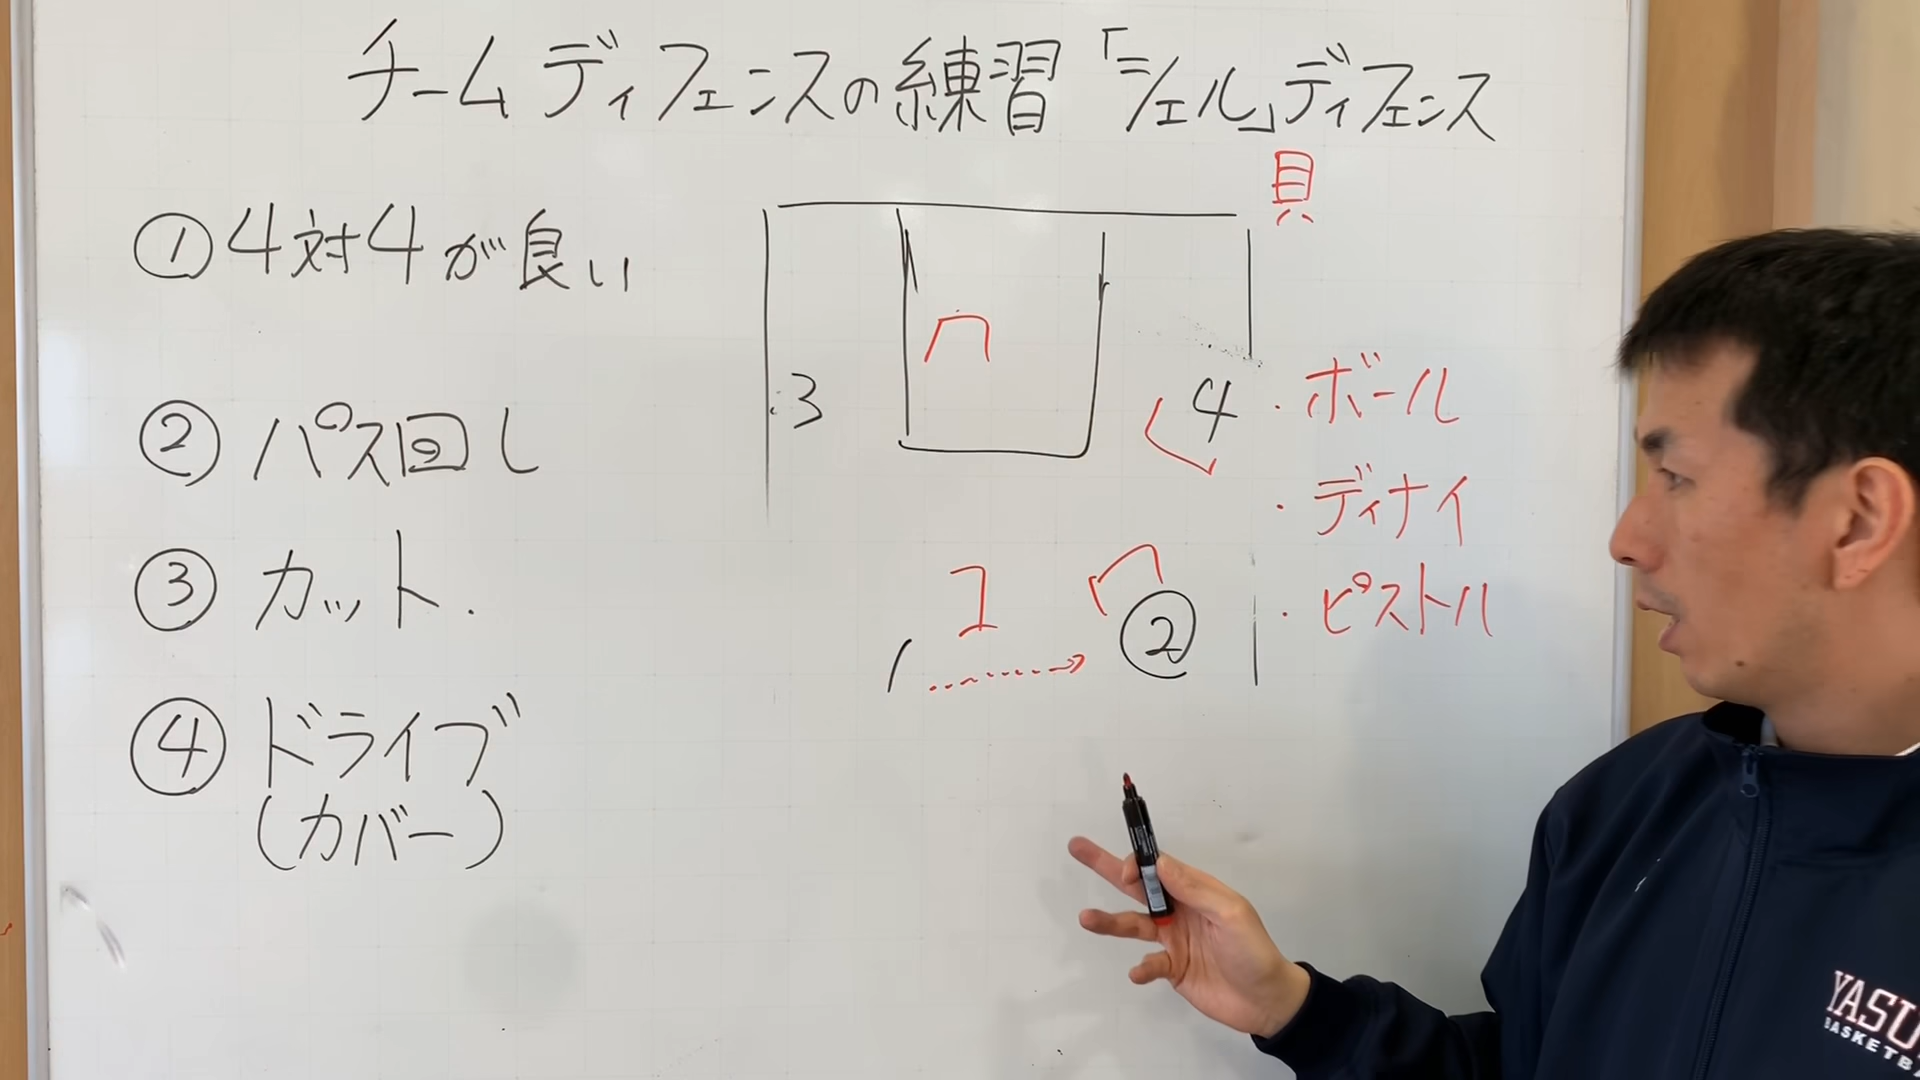 チームディフェンスの練習「シェル」ディフェンス
貝
①4対4が良い
②パス回し
③カット.
④ドライブ
(カバー)
3
4
1
②
・ボール
・ディナイ
・ピストル
YASU
BASKETBA